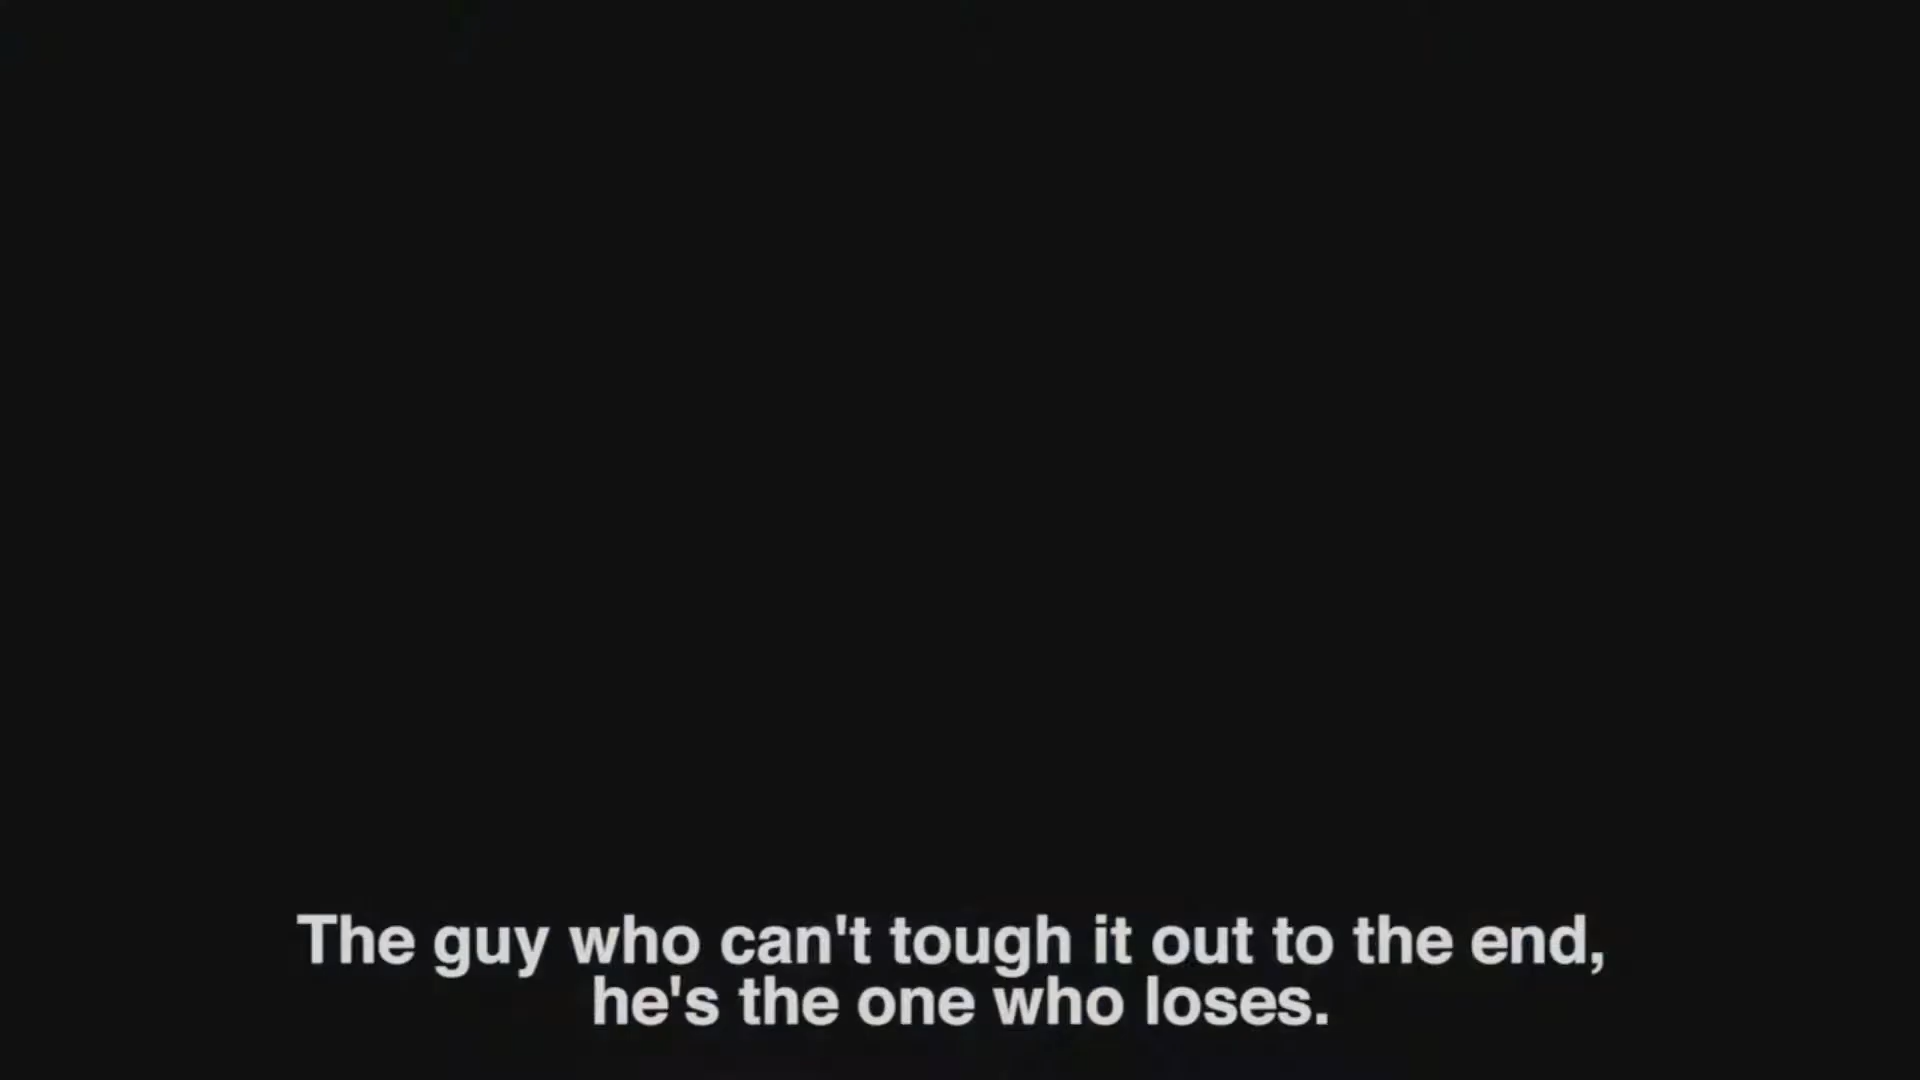 The guy who can't tough it out to the end,
he's the one who loses.